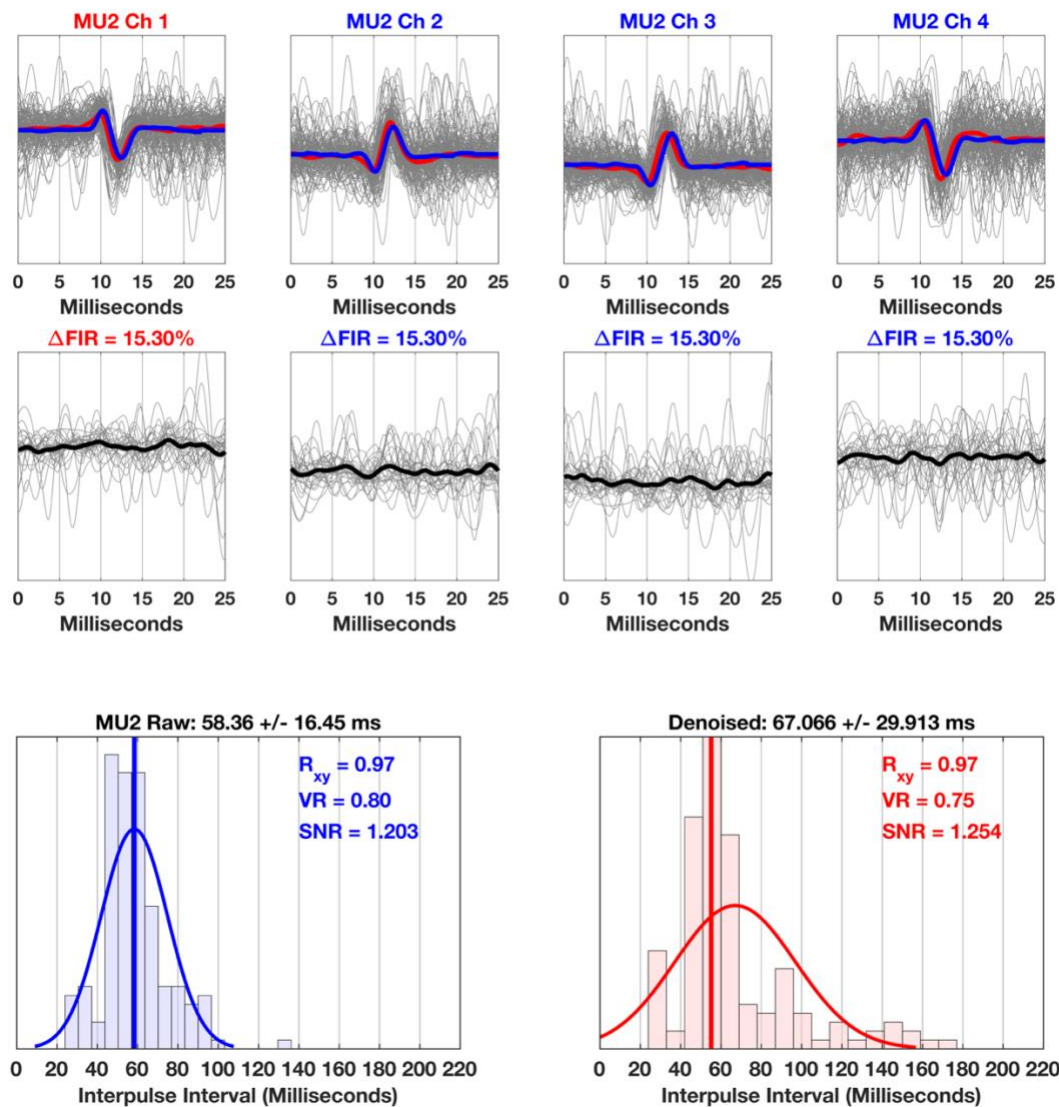 MU2 Ch 1 MU2 Ch 2 MU2 Ch 3 MU2 Ch 4
0 5 10 15 20 25 0 5 10 15 20 25 0 5 10 15 20 25 0 5 10 15 20 25
Milliseconds Milliseconds Milliseconds Milliseconds
ΔFIR = 15.30% ΔFIR = 15.30% ΔFIR = 15.30% ΔFIR = 15.30%
0 5 10 15 20 25 0 5 10 15 20 25 0 5 10 15 20 25 0 5 10 15 20 25
Milliseconds Milliseconds Milliseconds Milliseconds
MU2 Raw: 58.36 +/- 16.45 ms
R_xy = 0.97
VR = 0.80
SNR = 1.203
0 20 40 60 80 100 120 140 160 180 200 220
Interpulse Interval (Milliseconds)
Denoised: 67.066 +/- 29.913 ms
R_xy = 0.97
VR = 0.75
SNR = 1.254
0 20 40 60 80 100 120 140 160 180 200 220
Interpulse Interval (Milliseconds)